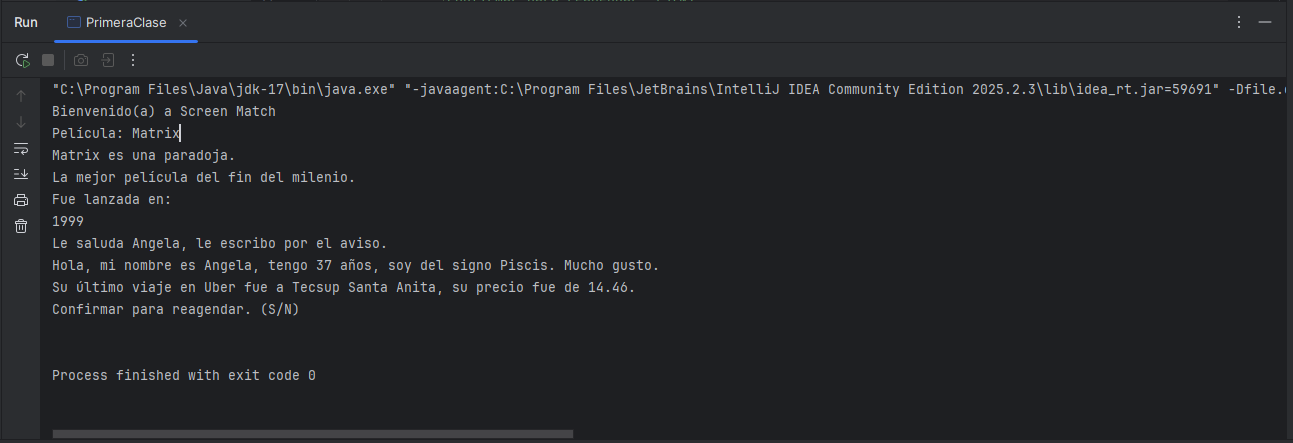 Run PrimeraClase
"C:\Program Files\Java\jdk-17\bin\java.exe" "-javaagent:C:\Program Files\JetBrains\IntelliJ IDEA Community Edition 2025.2.3\lib\idea_rt.jar=59691" -Dfile.
Bienvenido(a) a Screen Match
Película: Matrix
Matrix es una paradoja.
La mejor película del fin del milenio.
Fue lanzada en:
1999
Le saluda Angela, le escribo por el aviso.
Hola, mi nombre es Angela, tengo 37 años, soy del signo Piscis. Mucho gusto.
Su último viaje en Uber fue a Tecsup Santa Anita, su precio fue de 14.46.
Confirmar para reagendar. (S/N)
Process finished with exit code 0